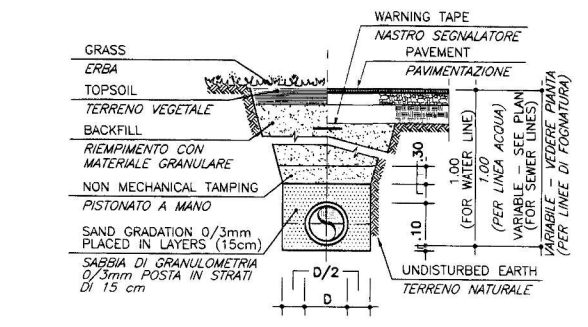 WARNING TAPE
NASTRO SEGNALATORE
PAVEMENT
PAVIMENTAZIONE
GRASS
ERBA
TOPSOIL
TERRENO VEGETALE
BACKFILL
RIEMPIMENTO CON
MATERIALE GRANULARE
NON MECHANICAL TAMPING
PISTONATO A MANO
SAND GRADATION 0/3mm
PLACED IN LAYERS (15cm)
SABBIA DI GRANULOMETRIA
0/3mm POSTA IN STRATI
DI 15 cm
D/2
D
UNDISTURBED EARTH
TERRENO NATURALE
.30
.10
1.00
(FOR WATER LINE)
1.00
(PER LINEA ACQUA)
VARIABLE - SEE PLAN
(FOR SEWER LINES)
VARIABILE - VEDERE PIANTA
(PER LINEE DI FOGNATURA)